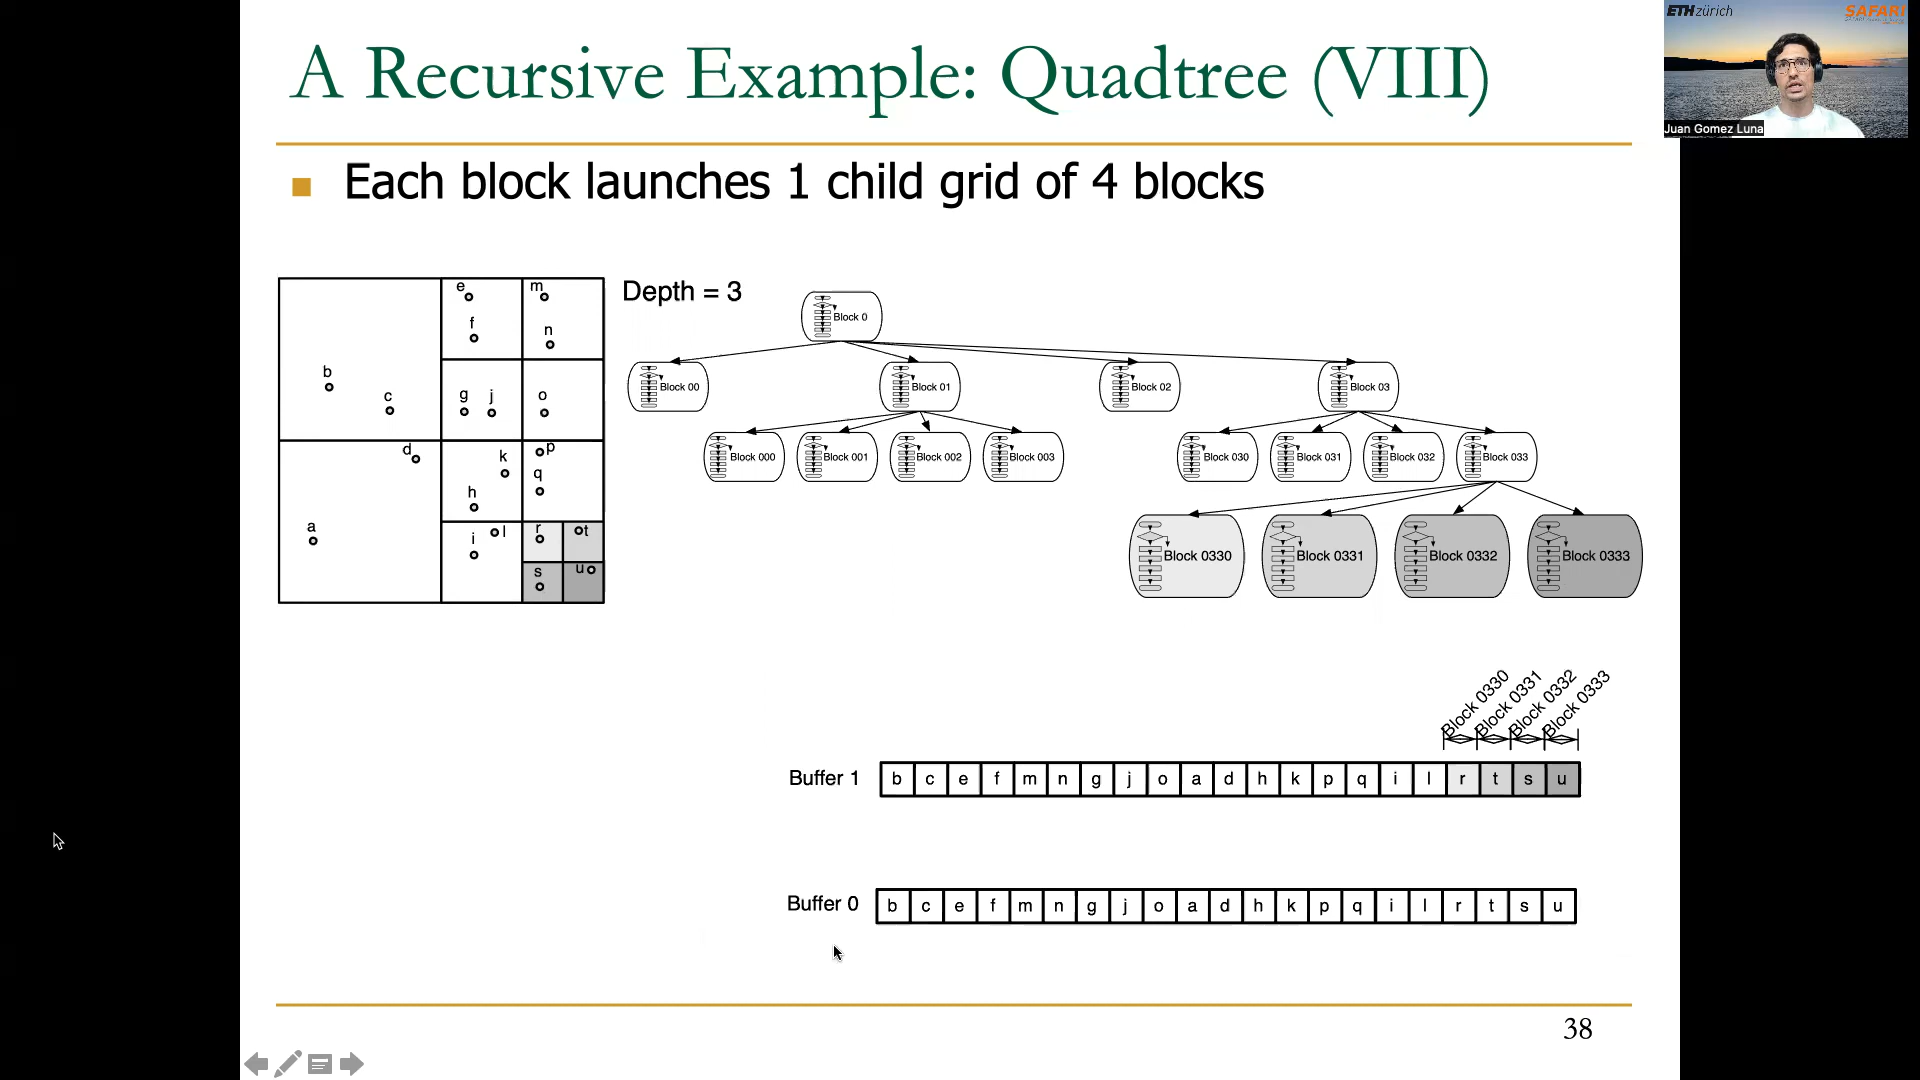 A Recursive Example: Quadtree (VIII)
ETH zürich
SAFARI
Juan Gomez Luna
Each block launches 1 child grid of 4 blocks
Depth = 3
e
m
f
n
b
c
g
j
o
d
k
p
q
h
a
i
l
r
t
s
u
Block 0
Block 00
Block 01
Block 02
Block 03
Block 000
Block 001
Block 002
Block 003
Block 030
Block 031
Block 032
Block 033
Block 0330
Block 0331
Block 0332
Block 0333
Block 0330
Block 0331
Block 0332
Block 0333
Buffer 1 b c e f m n g j o a d h k p q i l r t s u
Buffer 0 b c e f m n g j o a d h k p q i l r t s u
38